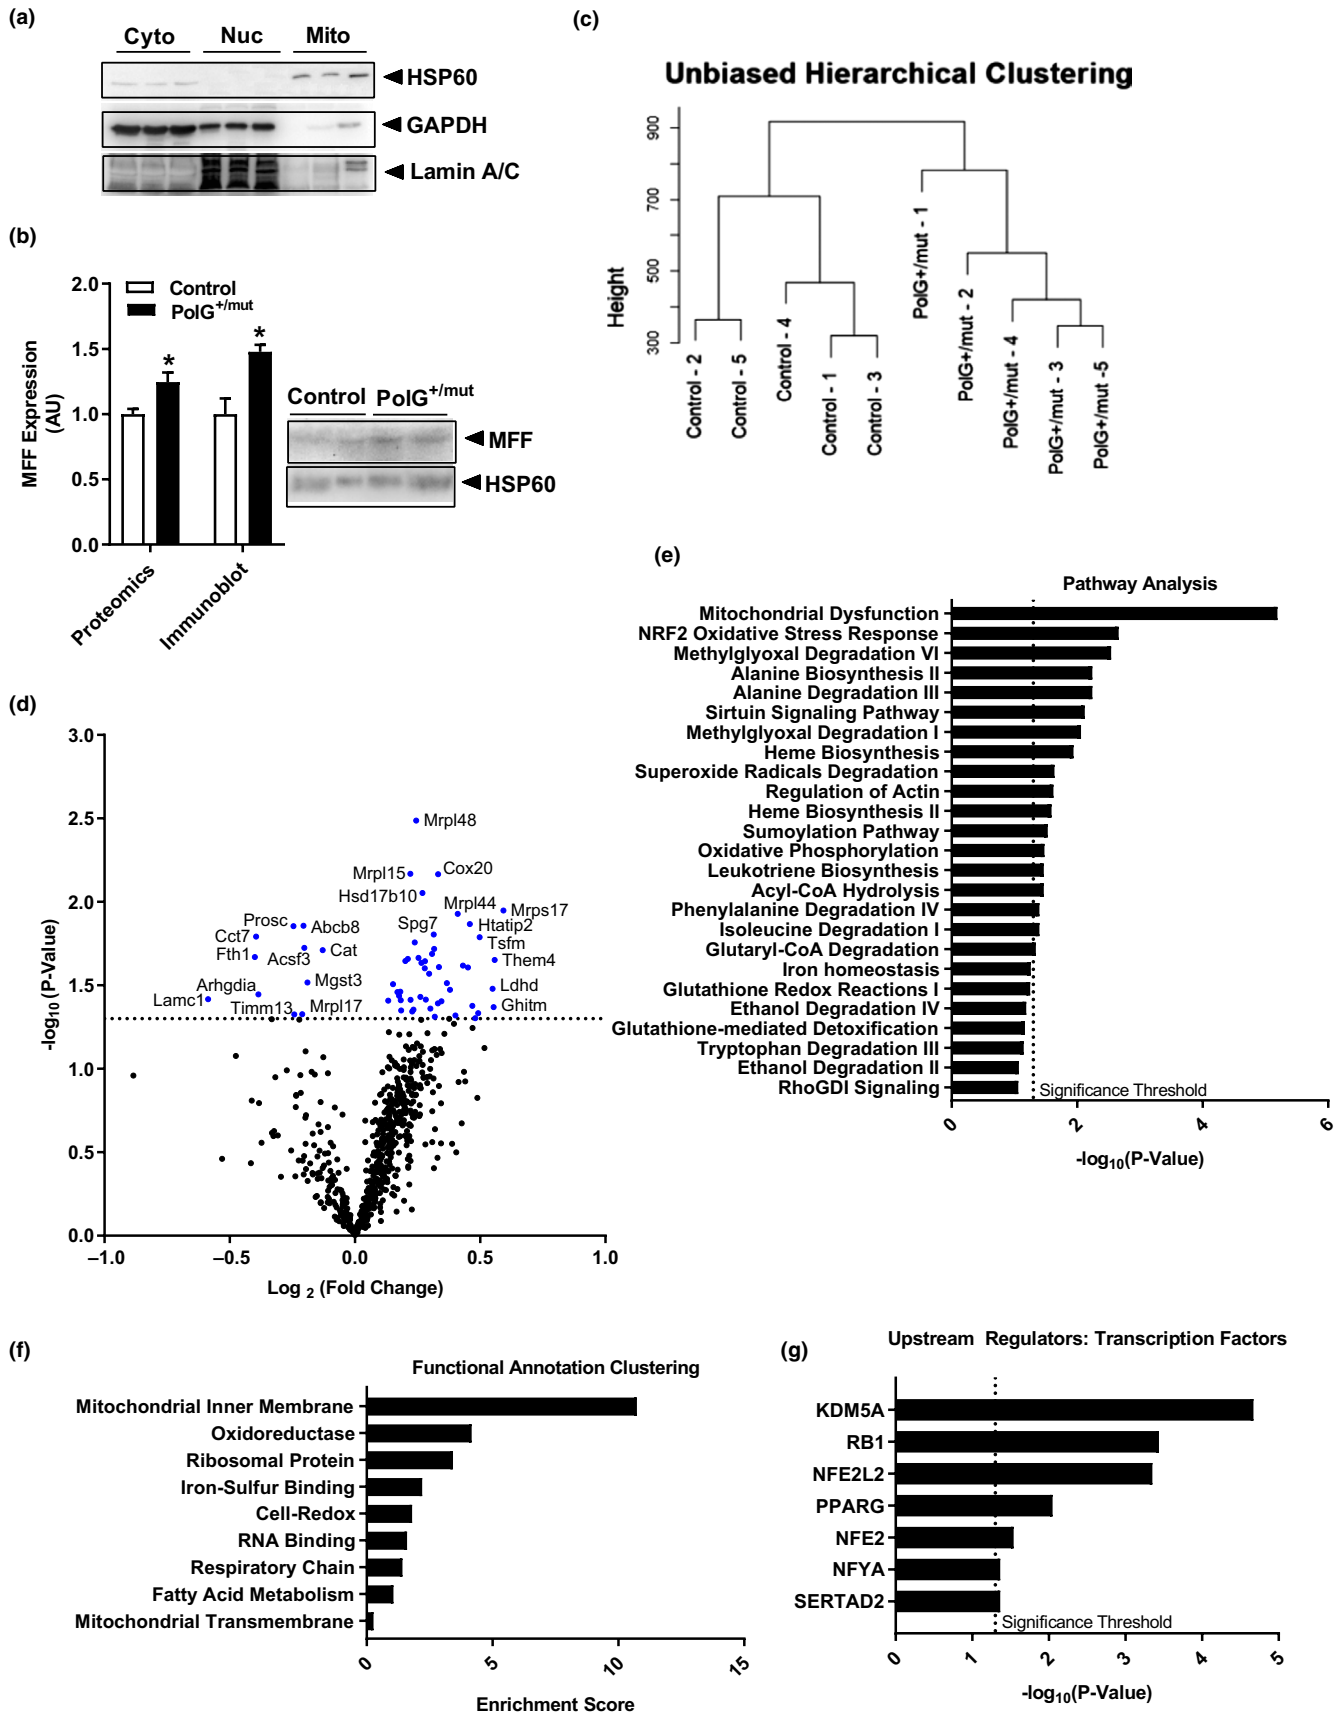 (a)
Cyto Nuc Mito
HSP60
GAPDH
Lamin A/C
(b)
MFF Expression
(AU)
2.0
1.5
1.0
0.5
0.0
Control
PolG+/mut
*
*
Proteomics
Immunoblot
Control PolG+/mut
MFF
HSP60
(c)
Unbiased Hierarchical Clustering
Height
900
700
500
300
Control - 2
Control - 5
Control - 4
Control - 1
Control - 3
PolG+/mut - 1
PolG+/mut - 2
PolG+/mut - 4
PolG+/mut - 3
PolG+/mut -5
(d)
-log10 (P-Value)
3.0
2.5
2.0
1.5
1.0
0.5
0.0
Mrpl48
Mrpl15
Cox20
Hsd17b10
Mrpl44
Mrps17
Prosc
Abcb8
Spg7
Htatip2
Cct7
Tsfm
Fth1
Acsf3
Cat
Them4
Arhgdia
Mgst3
Ldhd
Lamc1
Timm13
Mrpl17
Ghitm
−1.0
−0.5
0.0
0.5
1.0
Log 2 (Fold Change)
(e)
Pathway Analysis
Mitochondrial Dysfunction
NRF2 Oxidative Stress Response
Methylglyoxal Degradation VI
Alanine Biosynthesis II
Alanine Degradation III
Sirtuin Signaling Pathway
Methylglyoxal Degradation I
Heme Biosynthesis
Superoxide Radicals Degradation
Regulation of Actin
Heme Biosynthesis II
Sumoylation Pathway
Oxidative Phosphorylation
Leukotriene Biosynthesis
Acyl-CoA Hydrolysis
Phenylalanine Degradation IV
Isoleucine Degradation I
Glutaryl-CoA Degradation
Iron homeostasis
Glutathione Redox Reactions I
Ethanol Degradation IV
Glutathione-mediated Detoxification
Tryptophan Degradation III
Ethanol Degradation II
RhoGDI Signaling
Significance Threshold
0
2
4
6
-log10(P-Value)
(f)
Functional Annotation Clustering
Mitochondrial Inner Membrane
Oxidoreductase
Ribosomal Protein
Iron-Sulfur Binding
Cell-Redox
RNA Binding
Respiratory Chain
Fatty Acid Metabolism
Mitochondrial Transmembrane
0
5
10
15
Enrichment Score
(g)
Upstream Regulators: Transcription Factors
KDM5A
RB1
NFE2L2
PPARG
NFE2
NFYA
SERTAD2
Significance Threshold
0
1
2
3
4
5
-log10(P-Value)